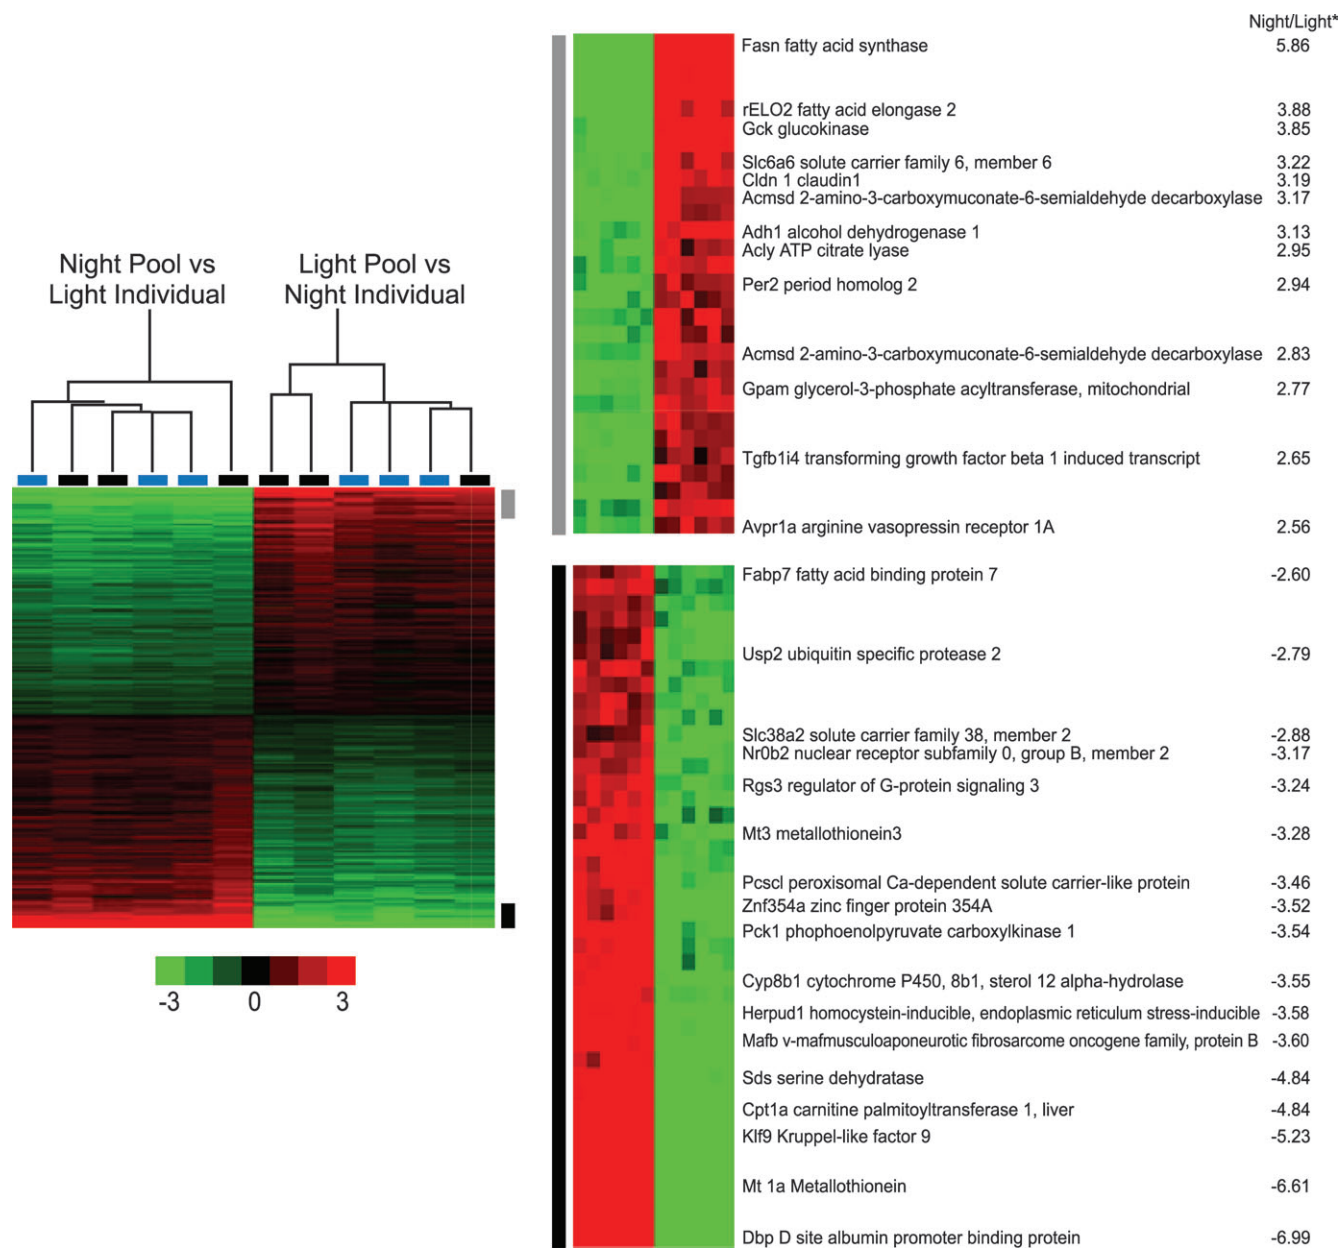 Night/Light*
Fasn fatty acid synthase 5.86
rELO2 fatty acid elongase 2 3.88
Gck glucokinase 3.85
Slc6a6 solute carrier family 6, member 6 3.22
Cldn 1 claudin1 3.19
Acmsd 2-amino-3-carboxymuconate-6-semialdehyde decarboxylase 3.17
Adh1 alcohol dehydrogenase 1 3.13
Acly ATP citrate lyase 2.95
Per2 period homolog 2 2.94
Acmsd 2-amino-3-carboxymuconate-6-semialdehyde decarboxylase 2.83
Gpam glycerol-3-phosphate acyltransferase, mitochondrial 2.77
Tgfb1i4 transforming growth factor beta 1 induced transcript 2.65
Avpr1a arginine vasopressin receptor 1A 2.56
Night Pool vs
Light Individual
Light Pool vs
Night Individual
-3 0 3
Fabp7 fatty acid binding protein 7 -2.60
Usp2 ubiquitin specific protease 2 -2.79
Slc38a2 solute carrier family 38, member 2 -2.88
Nr0b2 nuclear receptor subfamily 0, group B, member 2 -3.17
Rgs3 regulator of G-protein signaling 3 -3.24
Mt3 metallothionein3 -3.28
Pcscl peroxisomal Ca-dependent solute carrier-like protein -3.46
Znf354a zinc finger protein 354A -3.52
Pck1 phophoenolpyruvate carboxylkinase 1 -3.54
Cyp8b1 cytochrome P450, 8b1, sterol 12 alpha-hydrolase -3.55
Herpud1 homocystein-inducible, endoplasmic reticulum stress-inducible -3.58
Mafb v-mafmusculoaponeurotic fibrosarcome oncogene family, protein B -3.60
Sds serine dehydratase -4.84
Cpt1a carnitine palmitoyltransferase 1, liver -4.84
Klf9 Kruppel-like factor 9 -5.23
Mt 1a Metallothionein -6.61
Dbp D site albumin promoter binding protein -6.99